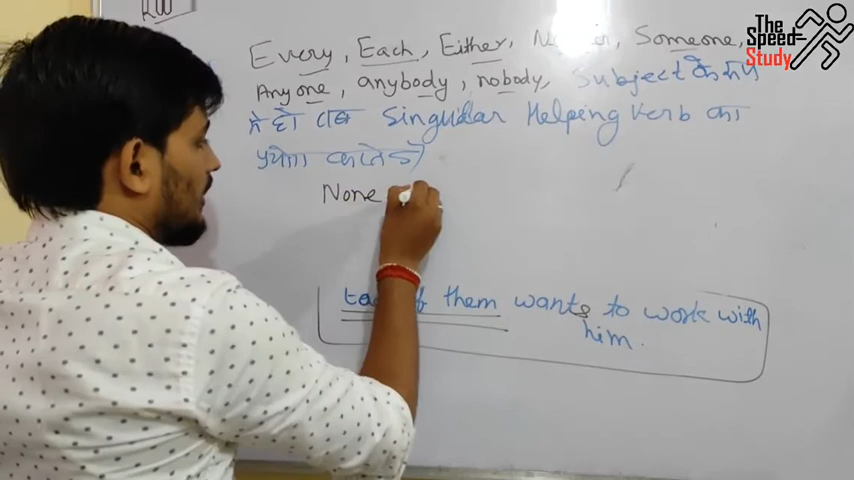 The
Speed
Study
Every, Each, Either, Neither, Someone,
Anyone, anybody, nobody, Subject के रूप
मे हो तब Singular Helping verb का
प्रयोग करते है
None
Each of them wants to work with
him.